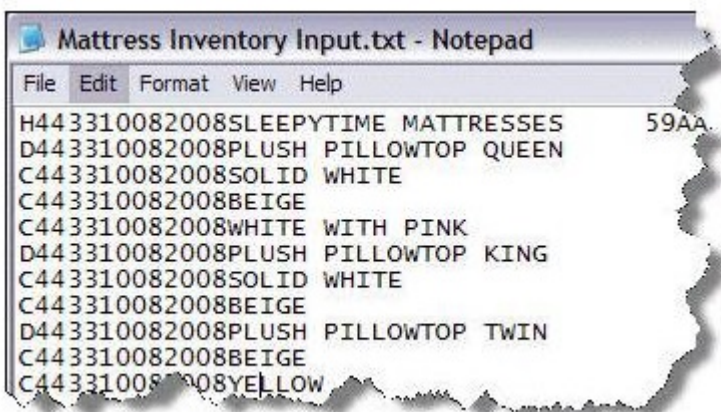 Mattress Inventory Input.txt - Notepad
File Edit Format View Help
H443310082008SLEEPYTIME MATTRESSES 59AA
D443310082008PLUSH PILLOWTOP QUEEN
C443310082008SOLID WHITE
C443310082008BEIGE
C443310082008WHITE WITH PINK
D443310082008PLUSH PILLOWTOP KING
C443310082008SOLID WHITE
C443310082008BEIGE
D443310082008PLUSH PILLOWTOP TWIN
C443310082008BEIGE
C443310082008YELLOW